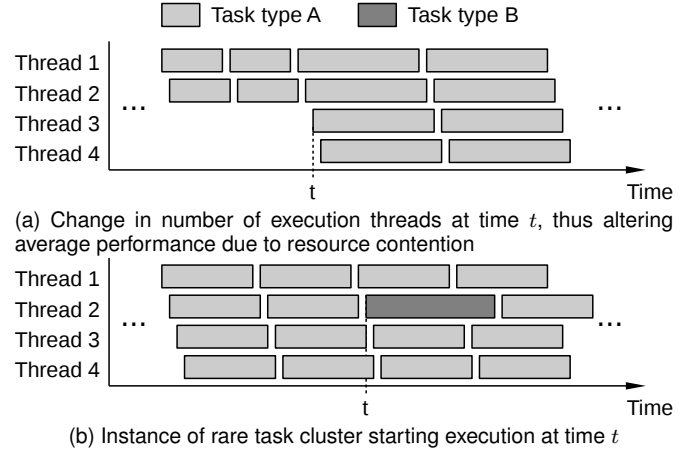 Task type A Task type B
Thread 1
Thread 2
... ...
Thread 3
Thread 4
t Time
(a) Change in number of execution threads at time t, thus altering
average performance due to resource contention
Thread 1
Thread 2
... ...
Thread 3
Thread 4
t Time
(b) Instance of rare task cluster starting execution at time t